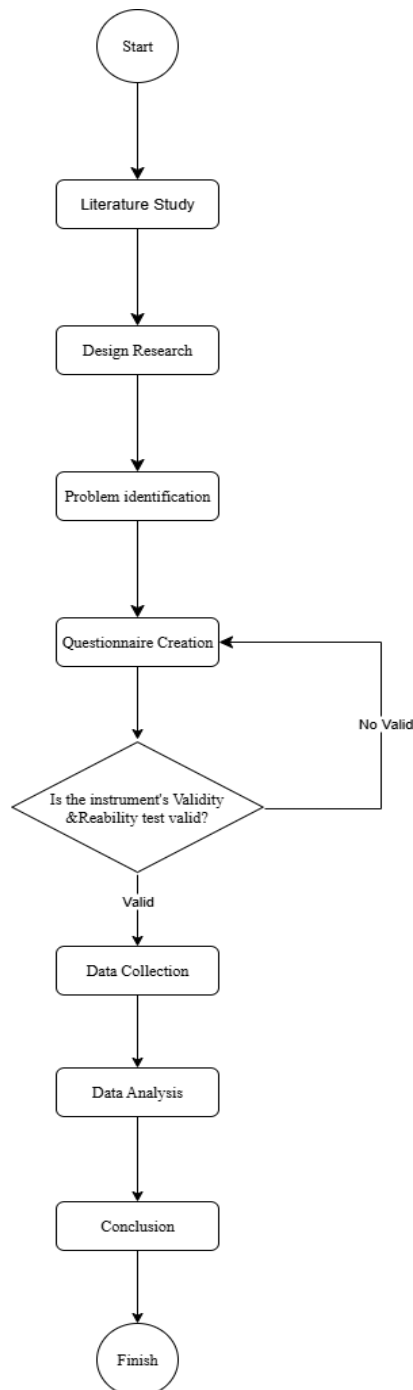 Start
Literature Study
Design Research
Problem identification
Questionnaire Creation
No Valid
Is the instrument's Validity
&Reability test valid?
Valid
Data Collection
Data Analysis
Conclusion
Finish